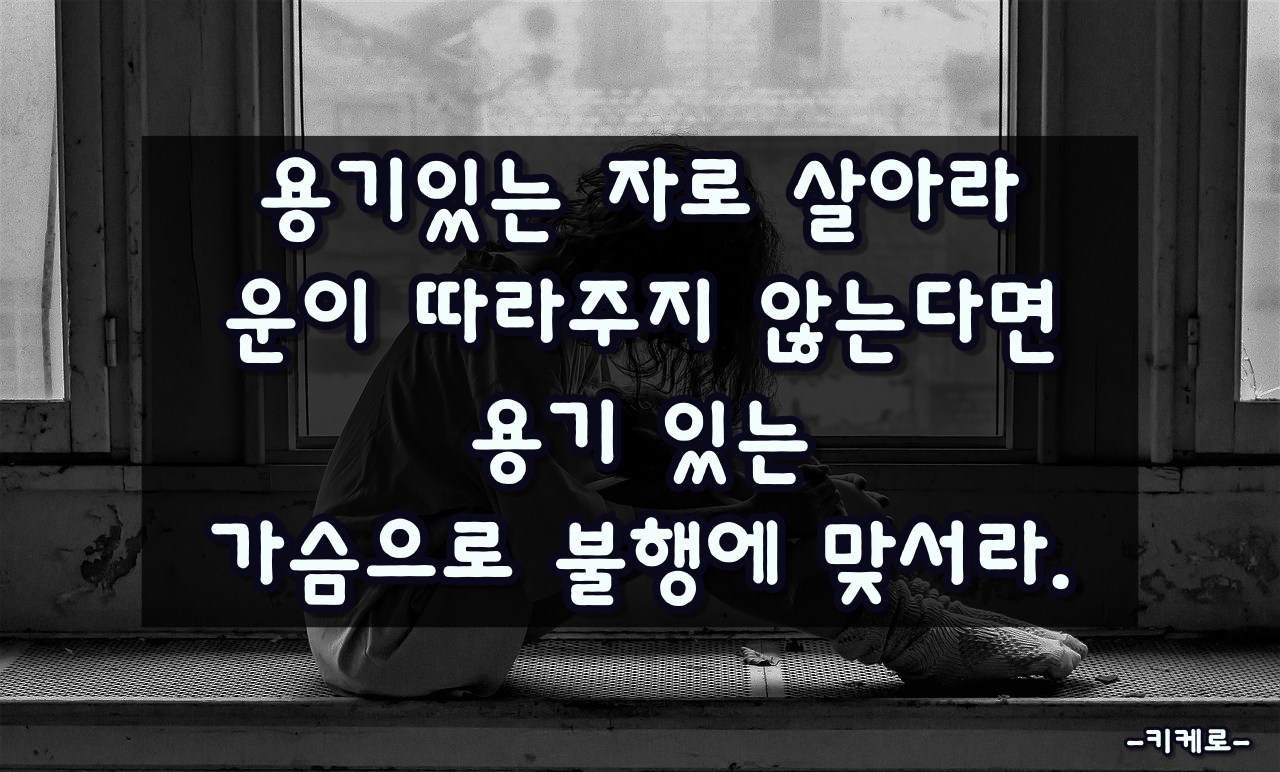 용기있는 자로 살아라
운이 따라주지 않는다면
용기 있는
가슴으로 불행에 맞서라.
-키케로-